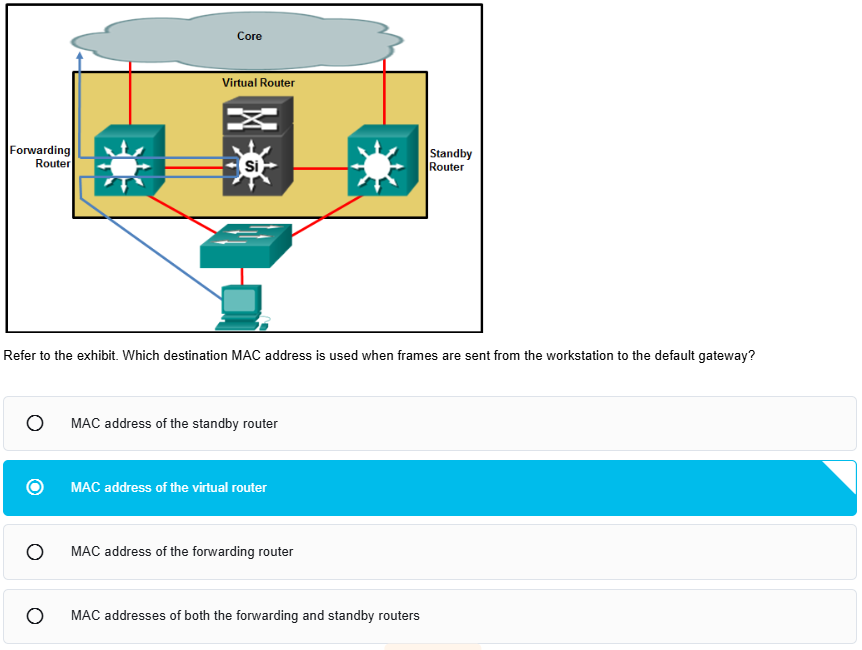 Core
Virtual Router
Forwarding
Router
Si
Standby
Router
Refer to the exhibit. Which destination MAC address is used when frames are sent from the workstation to the default gateway?
MAC address of the standby router
MAC address of the virtual router
MAC address of the forwarding router
MAC addresses of both the forwarding and standby routers